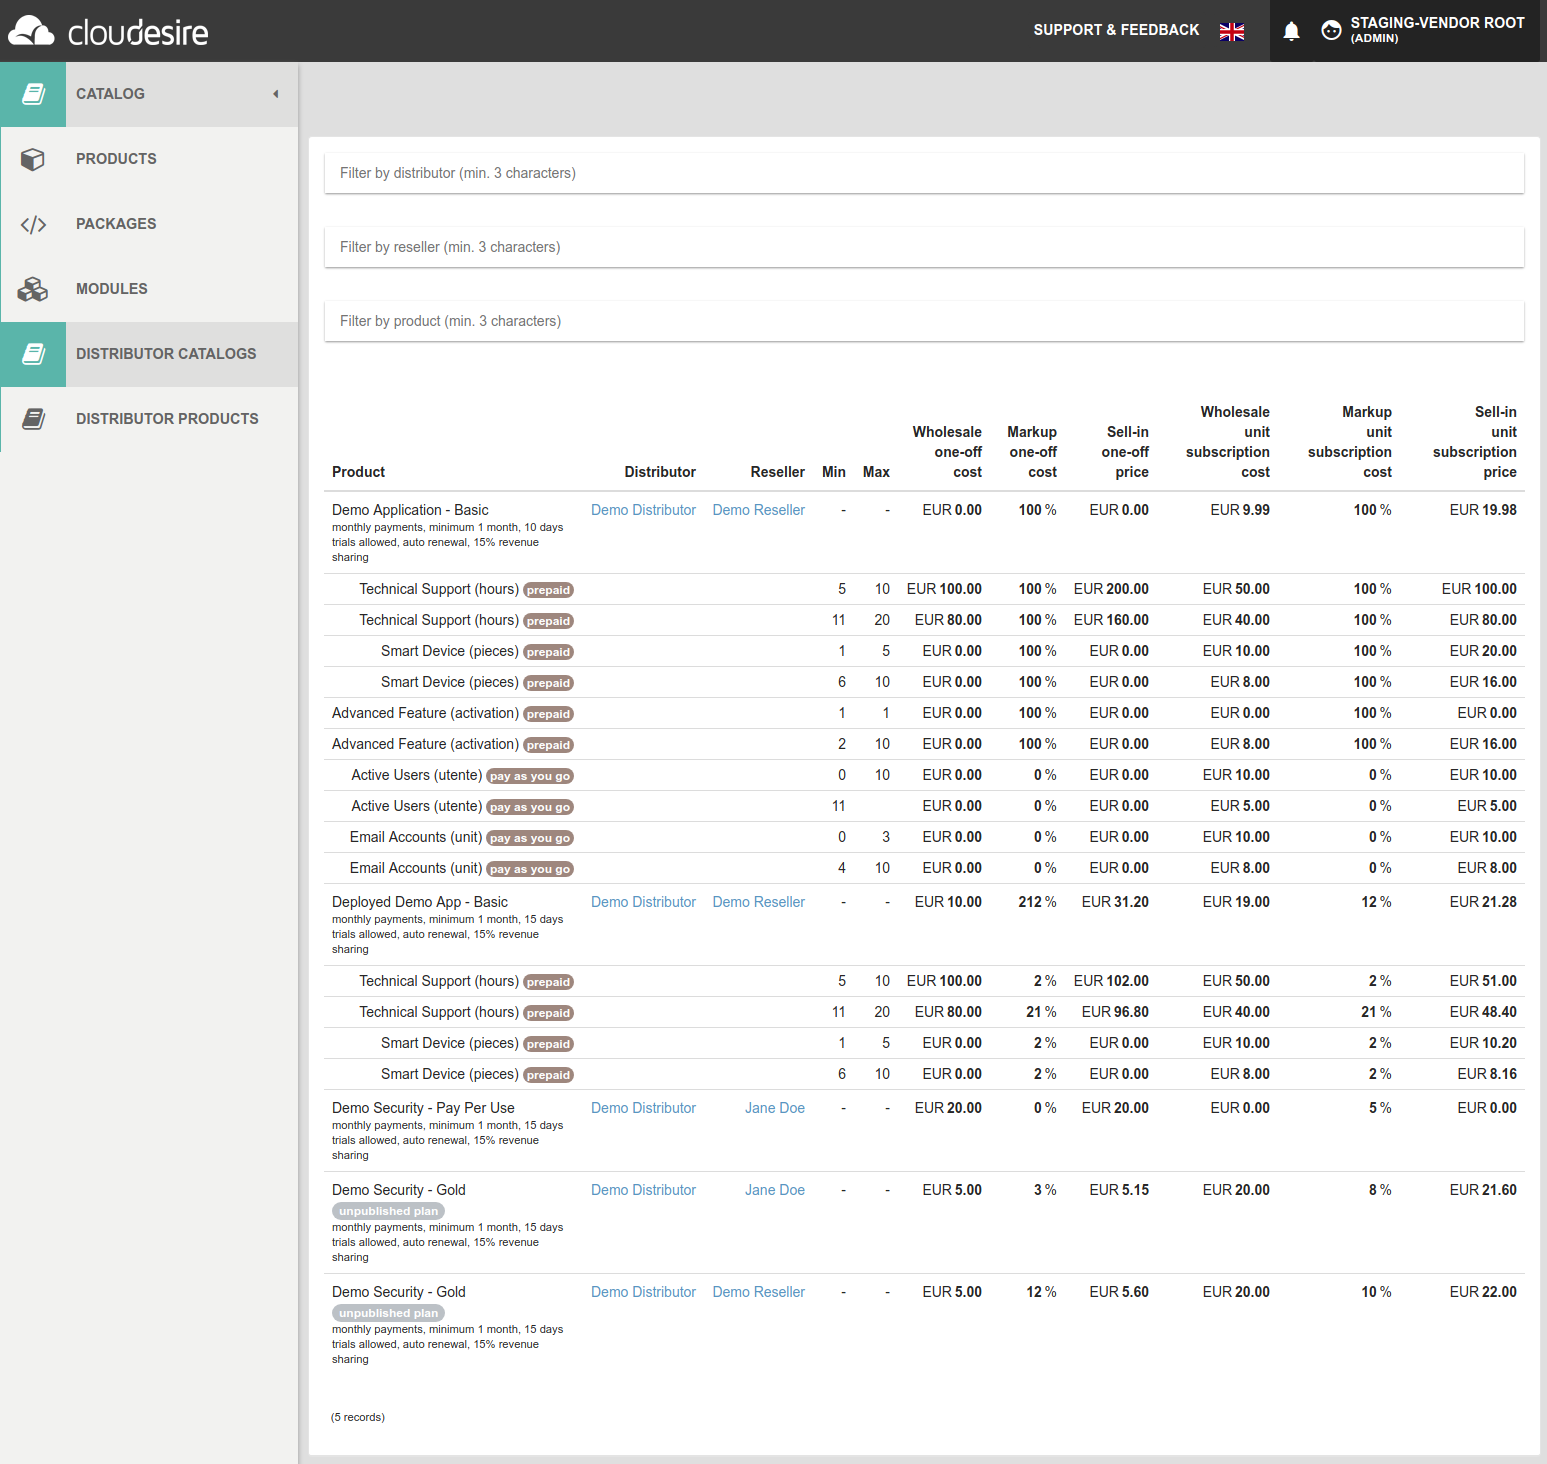 cloudesire
SUPPORT & FEEDBACK
STAGING-VENDOR ROOT
(ADMIN)
CATALOG
PRODUCTS
PACKAGES
MODULES
DISTRIBUTOR CATALOGS
DISTRIBUTOR PRODUCTS
Filter by distributor (min. 3 characters)
Filter by reseller (min. 3 characters)
Filter by product (min. 3 characters)
Product Distributor Reseller Min Max Wholesale one-off cost Markup one-off cost Sell-in one-off price Wholesale unit subscription cost Markup unit subscription cost Sell-in unit subscription price
Demo Application - Basic Demo Distributor Demo Reseller - - EUR 0.00 100 % EUR 0.00 EUR 9.99 100 % EUR 19.98
monthly payments, minimum 1 month, 10 days
trials allowed, auto renewal, 15% revenue
sharing
Technical Support (hours) prepaid 5 10 EUR 100.00 100 % EUR 200.00 EUR 50.00 100 % EUR 100.00
Technical Support (hours) prepaid 11 20 EUR 80.00 100 % EUR 160.00 EUR 40.00 100 % EUR 80.00
Smart Device (pieces) prepaid 1 5 EUR 0.00 100 % EUR 0.00 EUR 10.00 100 % EUR 20.00
Smart Device (pieces) prepaid 6 10 EUR 0.00 100 % EUR 0.00 EUR 8.00 100 % EUR 16.00
Advanced Feature (activation) prepaid 1 1 EUR 0.00 100 % EUR 0.00 EUR 0.00 100 % EUR 0.00
Advanced Feature (activation) prepaid 2 10 EUR 0.00 100 % EUR 0.00 EUR 8.00 100 % EUR 16.00
Active Users (utente) pay as you go 0 10 EUR 0.00 0 % EUR 0.00 EUR 10.00 0 % EUR 10.00
Active Users (utente) pay as you go 11 EUR 0.00 0 % EUR 0.00 EUR 5.00 0 % EUR 5.00
Email Accounts (unit) pay as you go 0 3 EUR 0.00 0 % EUR 0.00 EUR 10.00 0 % EUR 10.00
Email Accounts (unit) pay as you go 4 10 EUR 0.00 0 % EUR 0.00 EUR 8.00 0 % EUR 8.00
Deployed Demo App - Basic Demo Distributor Demo Reseller - - EUR 10.00 212 % EUR 31.20 EUR 19.00 12 % EUR 21.28
monthly payments, minimum 1 month, 15 days
trials allowed, auto renewal, 15% revenue
sharing
Technical Support (hours) prepaid 5 10 EUR 100.00 2 % EUR 102.00 EUR 50.00 2 % EUR 51.00
Technical Support (hours) prepaid 11 20 EUR 80.00 21 % EUR 96.80 EUR 40.00 21 % EUR 48.40
Smart Device (pieces) prepaid 1 5 EUR 0.00 2 % EUR 0.00 EUR 10.00 2 % EUR 10.20
Smart Device (pieces) prepaid 6 10 EUR 0.00 2 % EUR 0.00 EUR 8.00 2 % EUR 8.16
Demo Security - Pay Per Use Demo Distributor Jane Doe - - EUR 20.00 0 % EUR 20.00 EUR 0.00 5 % EUR 0.00
monthly payments, minimum 1 month, 15 days
trials allowed, auto renewal, 15% revenue
sharing
Demo Security - Gold Demo Distributor Jane Doe - - EUR 5.00 3 % EUR 5.15 EUR 20.00 8 % EUR 21.60
unpublished plan
monthly payments, minimum 1 month, 15 days
trials allowed, auto renewal, 15% revenue
sharing
Demo Security - Gold Demo Distributor Demo Reseller - - EUR 5.00 12 % EUR 5.60 EUR 20.00 10 % EUR 22.00
unpublished plan
monthly payments, minimum 1 month, 15 days
trials allowed, auto renewal, 15% revenue
sharing
(5 records)